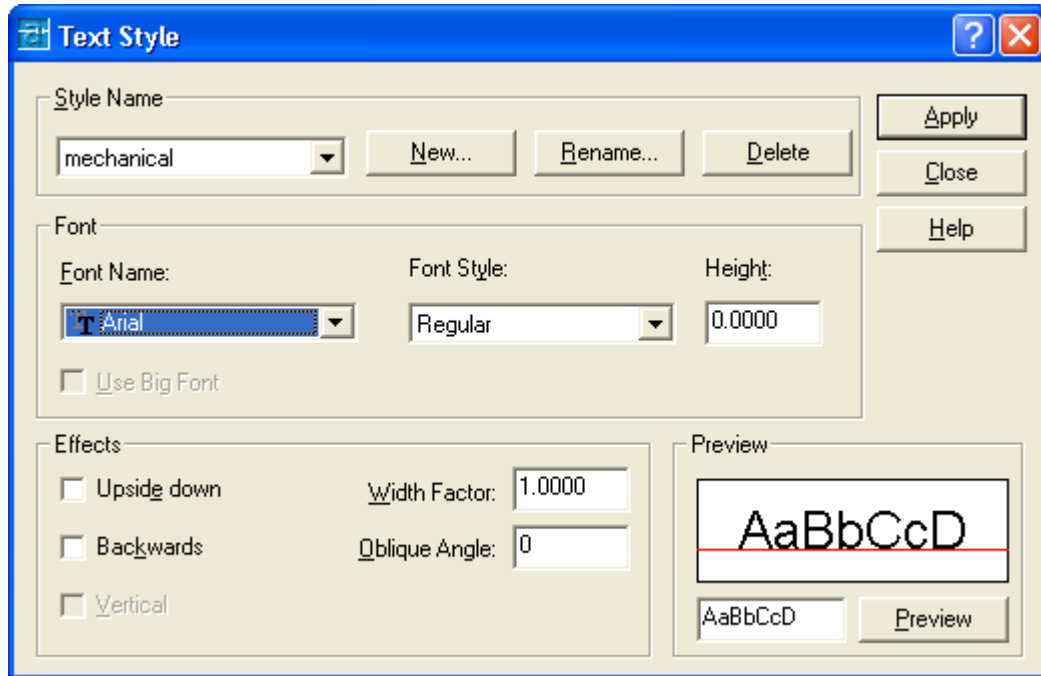 Text Style
Style Name
mechanical
New...
Rename...
Delete
Apply
Close
Help
Font
Font Name:
Font Style:
Height:
Arial
Regular
0.0000
Use Big Font
Effects
Upside down
Width Factor:
1.0000
Backwards
Oblique Angle:
0
Vertical
Preview
AaBbCcD
AaBbCcD
Preview